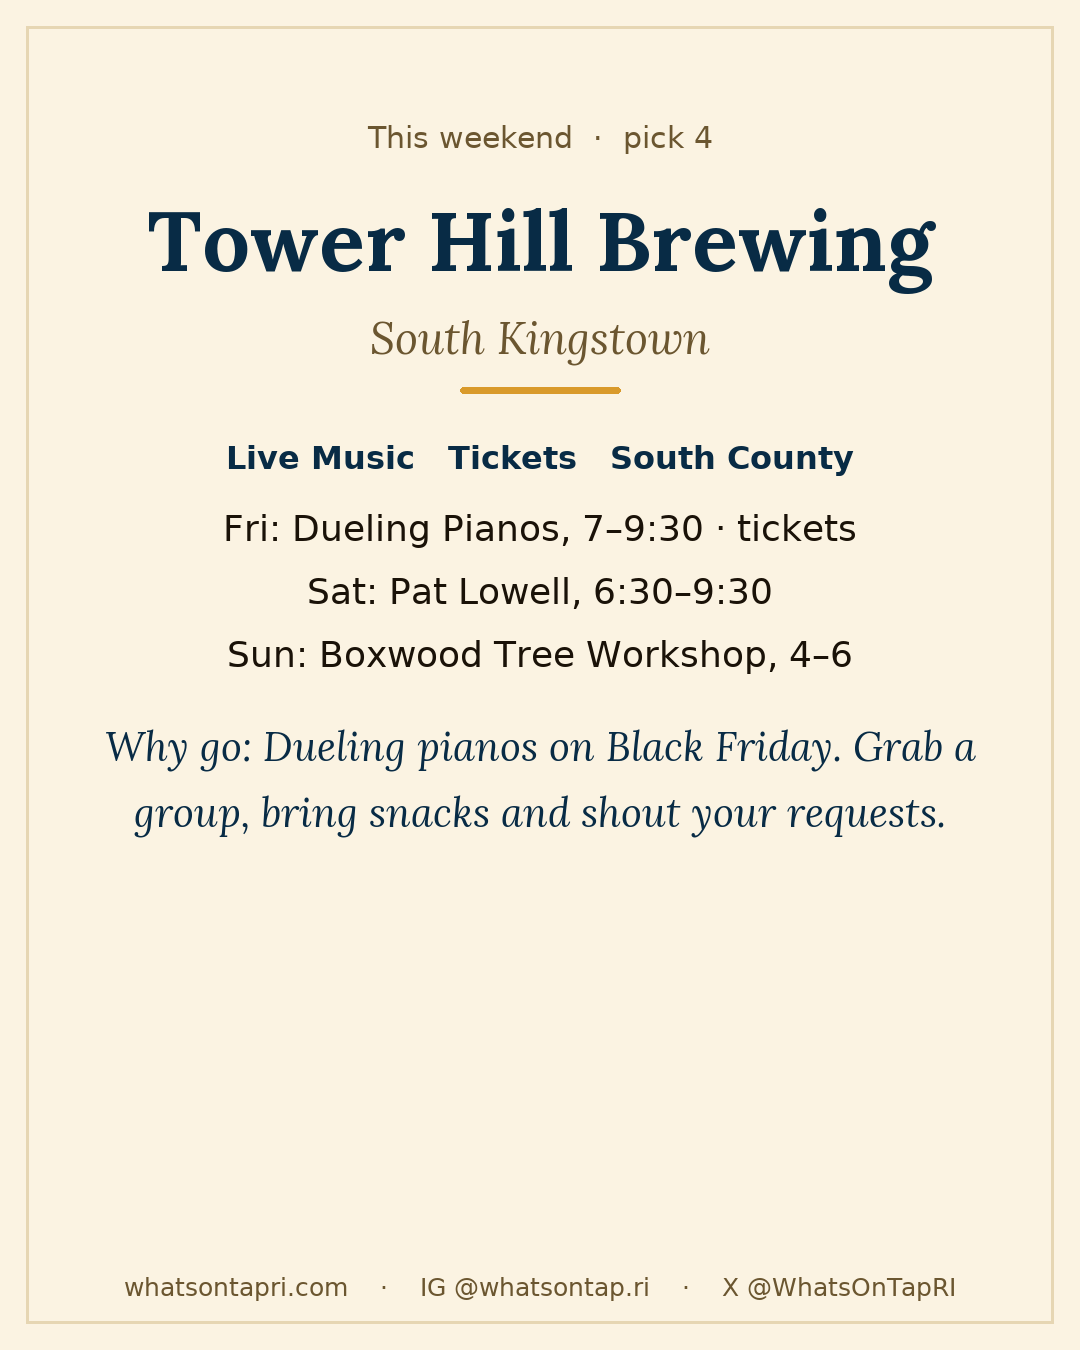 This weekend · pick 4
Tower Hill Brewing
South Kingstown
Live Music Tickets South County
Fri: Dueling Pianos, 7–9:30 · tickets
Sat: Pat Lowell, 6:30–9:30
Sun: Boxwood Tree Workshop, 4–6
Why go: Dueling pianos on Black Friday. Grab a
group, bring snacks and shout your requests.
whatsontapri.com · IG @whatsontap.ri · X @WhatsOnTapRI